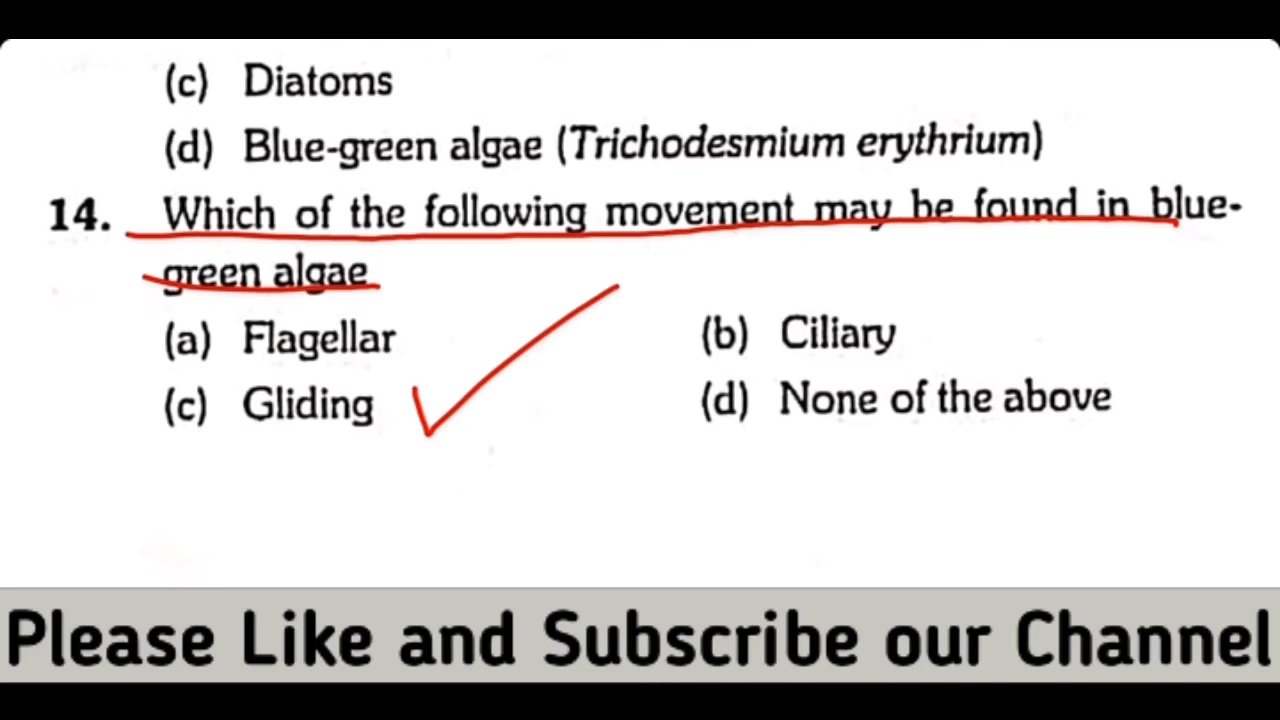 (c) Diatoms
(d) Blue-green algae (Trichodesmium erythrium)
14. Which of the following movement may be found in blue-
green algae
(a) Flagellar (b) Ciliary
(c) Gliding (d) None of the above
Please Like and Subscribe our Channel